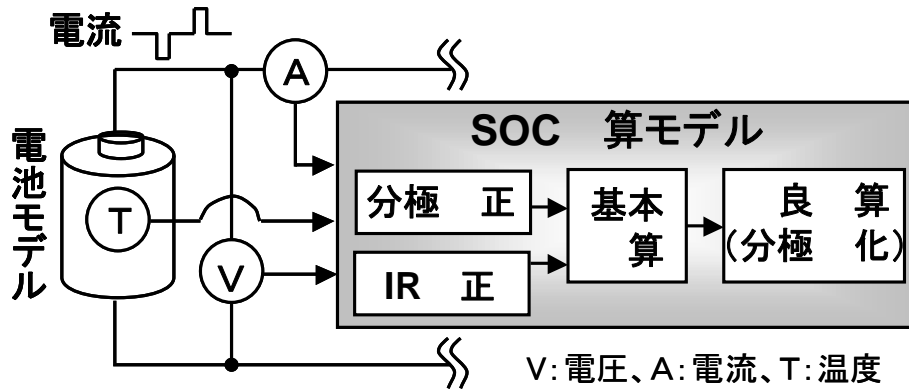 電流
A
SOC 算モデル
電池モデル
T
分極 正
基本
算
良 算
(分極 化)
V
IR 正
V:電圧、A:電流、T:温度